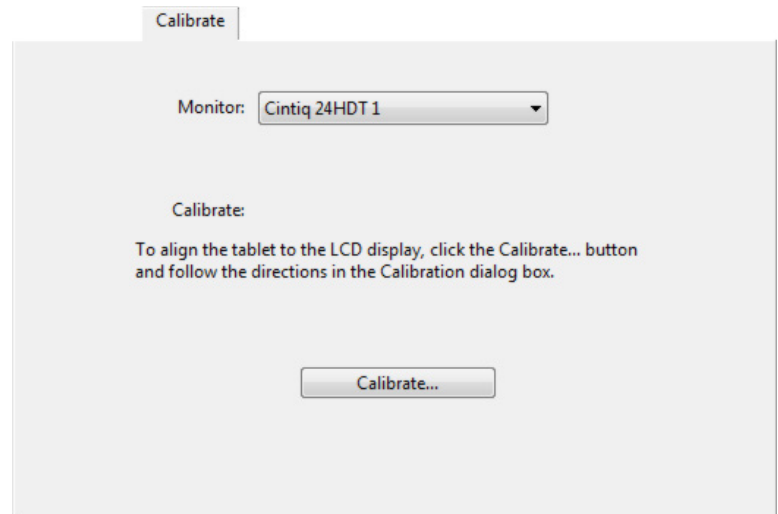 Calibrate
Monitor: Cintiq 24HDT 1
Calibrate:
To align the tablet to the LCD display, click the Calibrate... button
and follow the directions in the Calibration dialog box.
Calibrate...